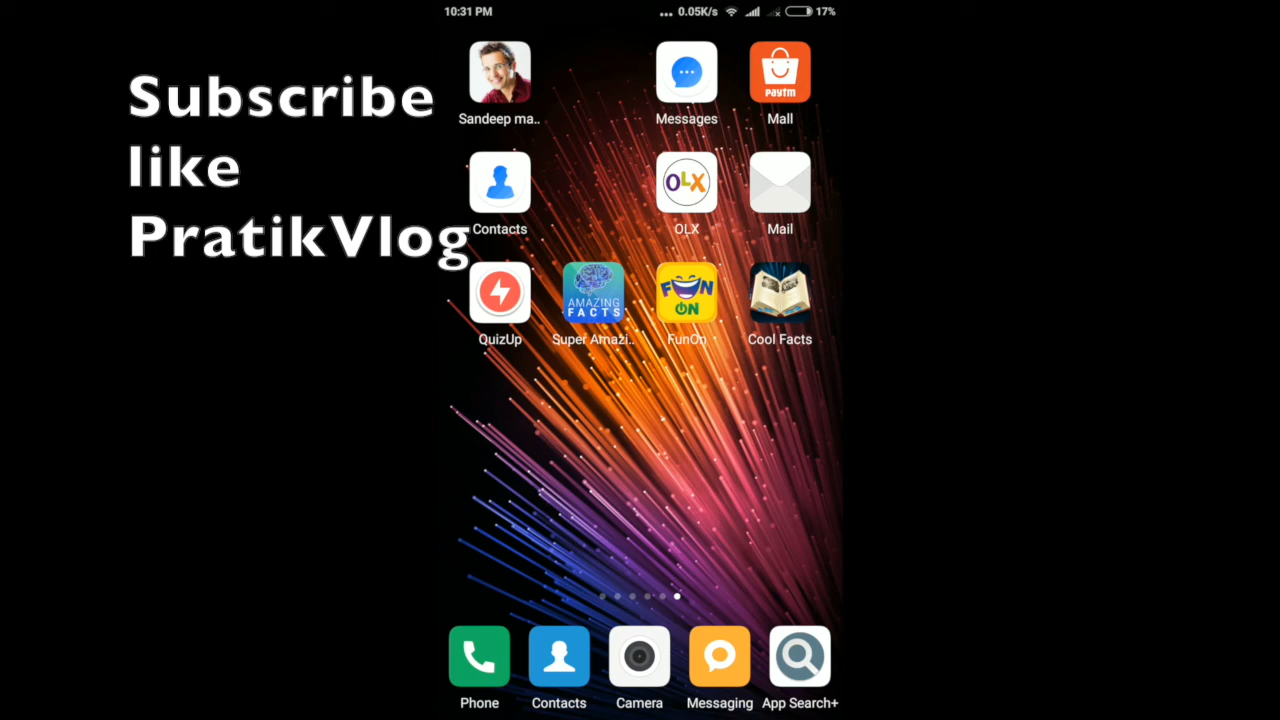 10:31 PM
... 0.05K/s 17%
Subscribe
like
PratikVlog
paytm
Sandeep ma..
Messages
Mall
OLX
Contacts
OLX
Mail
AMAZING
FACTS
FUN
ON
QuizUp
Super Amazi..
FunOn
Cool Facts
Phone
Contacts
Camera
Messaging
App Search+